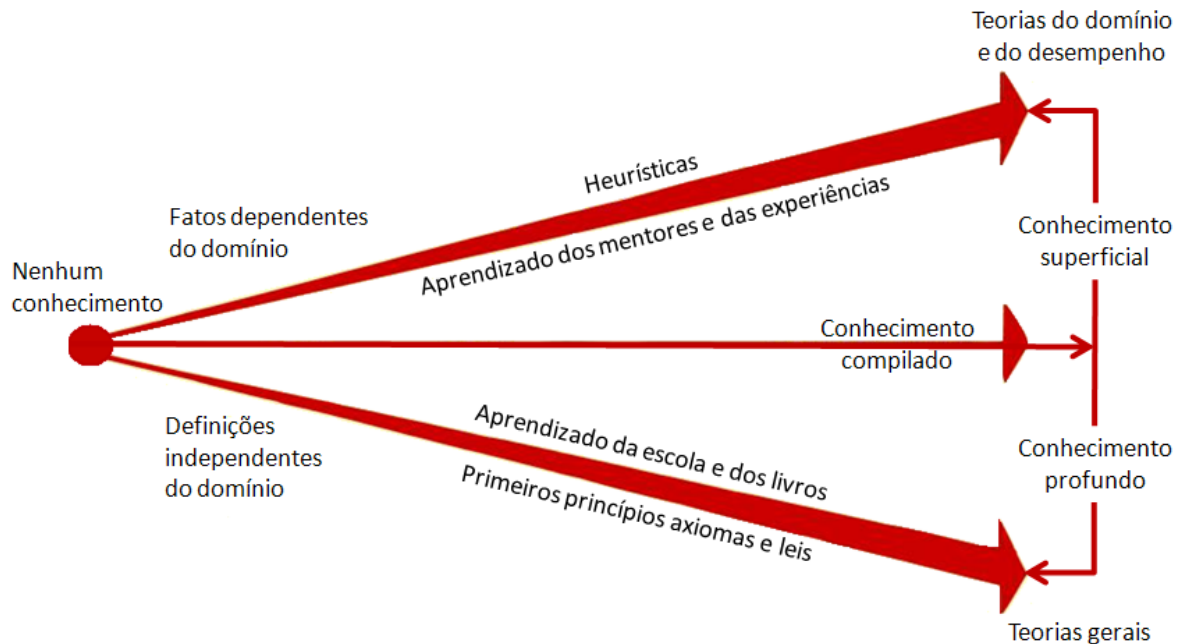 Teorias do domínio
e do desempenho
Heurísticas
Aprendizado dos mentores e das experiências
Fatos dependentes
do domínio
Conhecimento
superficial
Nenhum
conhecimento
Conhecimento
compilado
Definições
independentes
do domínio
Aprendizado da escola e dos livros
Primeiros princípios axiomas e leis
Conhecimento
profundo
Teorias gerais